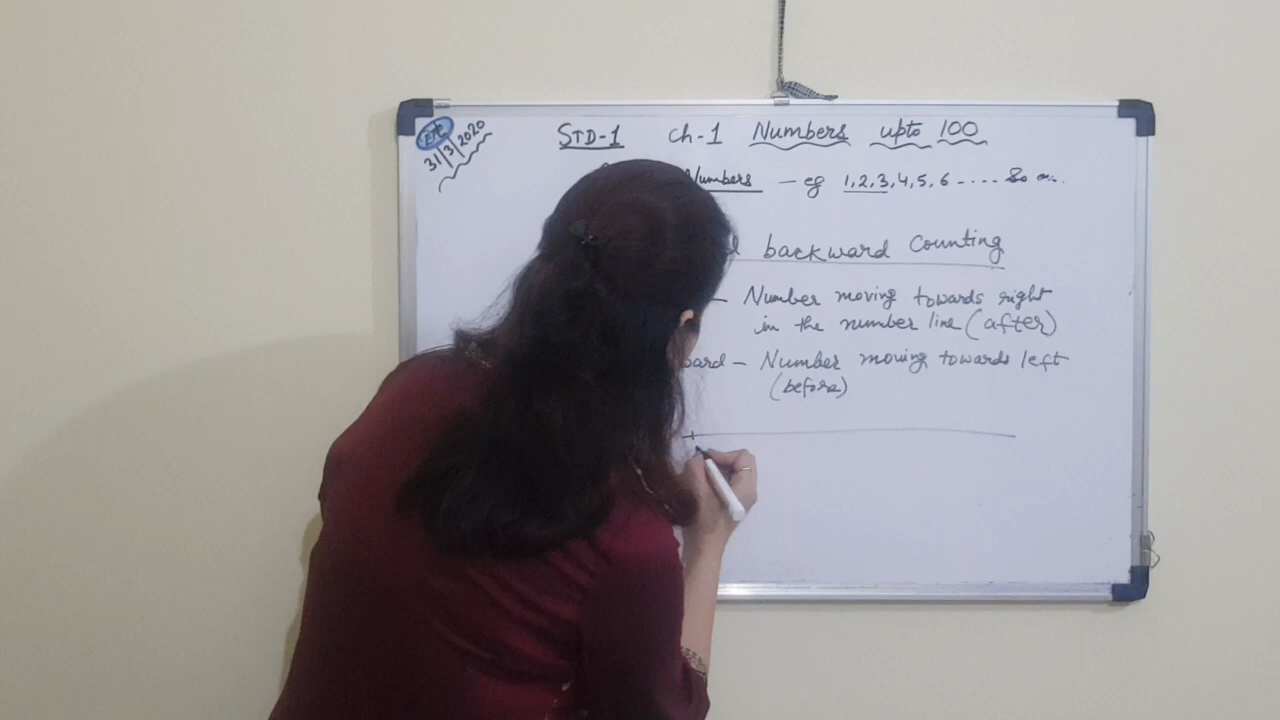 31/3/2020
STD-1 Ch-1 Numbers upto 100
Numbers - eg 1,2,3,4,5,6 ---- So on..
backward Counting
- Number moving towards right
in the number line (after)
ward - Number moving towards left
(before)